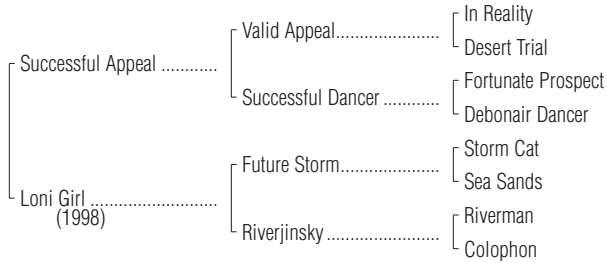 In Reality
Valid Appeal..................
Desert Trial
Successful Appeal ...........
Fortunate Prospect
Successful Dancer ...........
Debonair Dancer
Storm Cat
Future Storm.................
Sea Sands
Loni Girl .........................
(1998)
Riverman
Riverjinsky .....................
Colophon